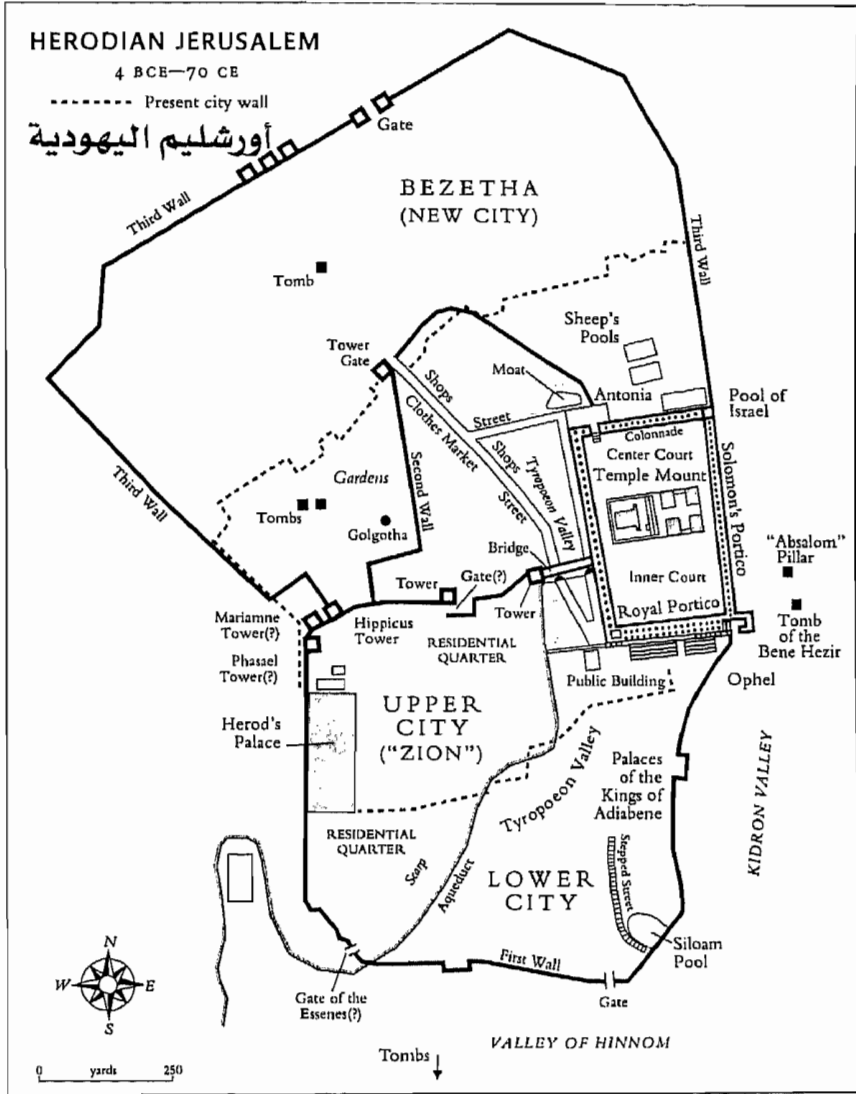 HERODIAN JERUSALEM
4 BCE—70 CE
Present city wall
أورشليم اليهودية
Gate
Third Wall
BEZETHA
(NEW CITY)
Third Wall
Tomb
Sheep's
Pools
Tower
Gate
Moat
Antonia
Pool of
Israel
Shops
Clothes Market
Street
Street
Shops
Tyropoeon Valley
Colonnade
Center Court
Temple Mount
Solomon's Portico
Third Wall
Gardens
Second Wall
Tombs
Golgotha
Bridge
Inner Court
"Absalom"
Pillar
Tower
Gate(?)
Tower
Royal Portico
Tomb
of the
Bene Hezir
Mariamne
Tower(?)
Hippicus
Tower
RESIDENTIAL
QUARTER
Phasael
Tower(?)
Public Building
Ophel
UPPER
CITY
("ZION")
Herod's
Palace
Tyropoeon Valley
Palaces
of the
Kings of
Adiabene
KIDRON VALLEY
RESIDENTIAL
QUARTER
Scarp
Aqueduct
LOWER
CITY
Stepped Street
Siloam
Pool
First Wall
Gate
N
W
E
S
Gate of the
Essenes(?)
VALLEY OF HINNOM
Tombs
0 yards 250